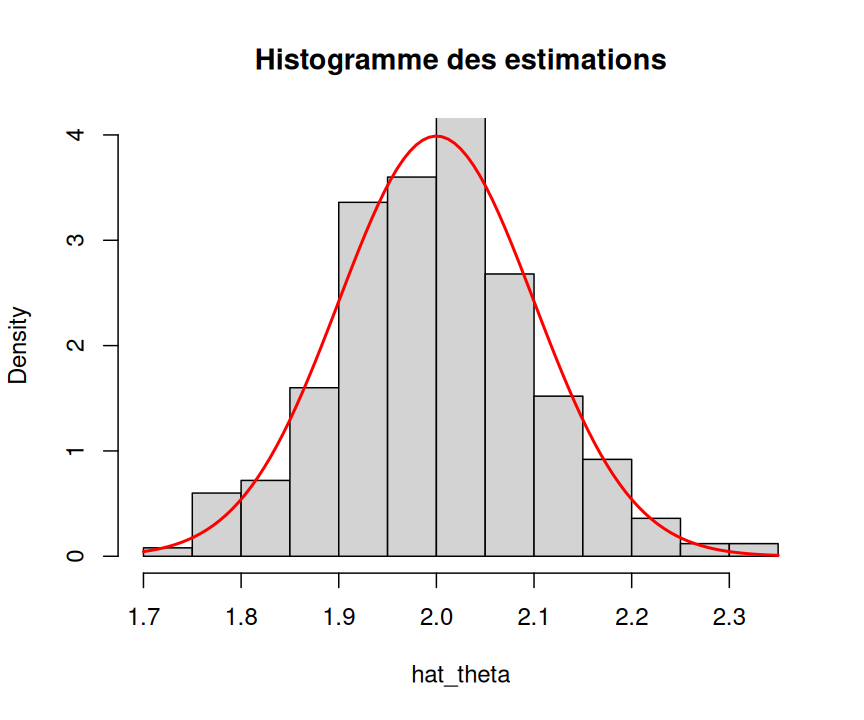 Histogramme des estimations
Density
0 1 2 3 4
1.7 1.8 1.9 2.0 2.1 2.2 2.3
hat_theta